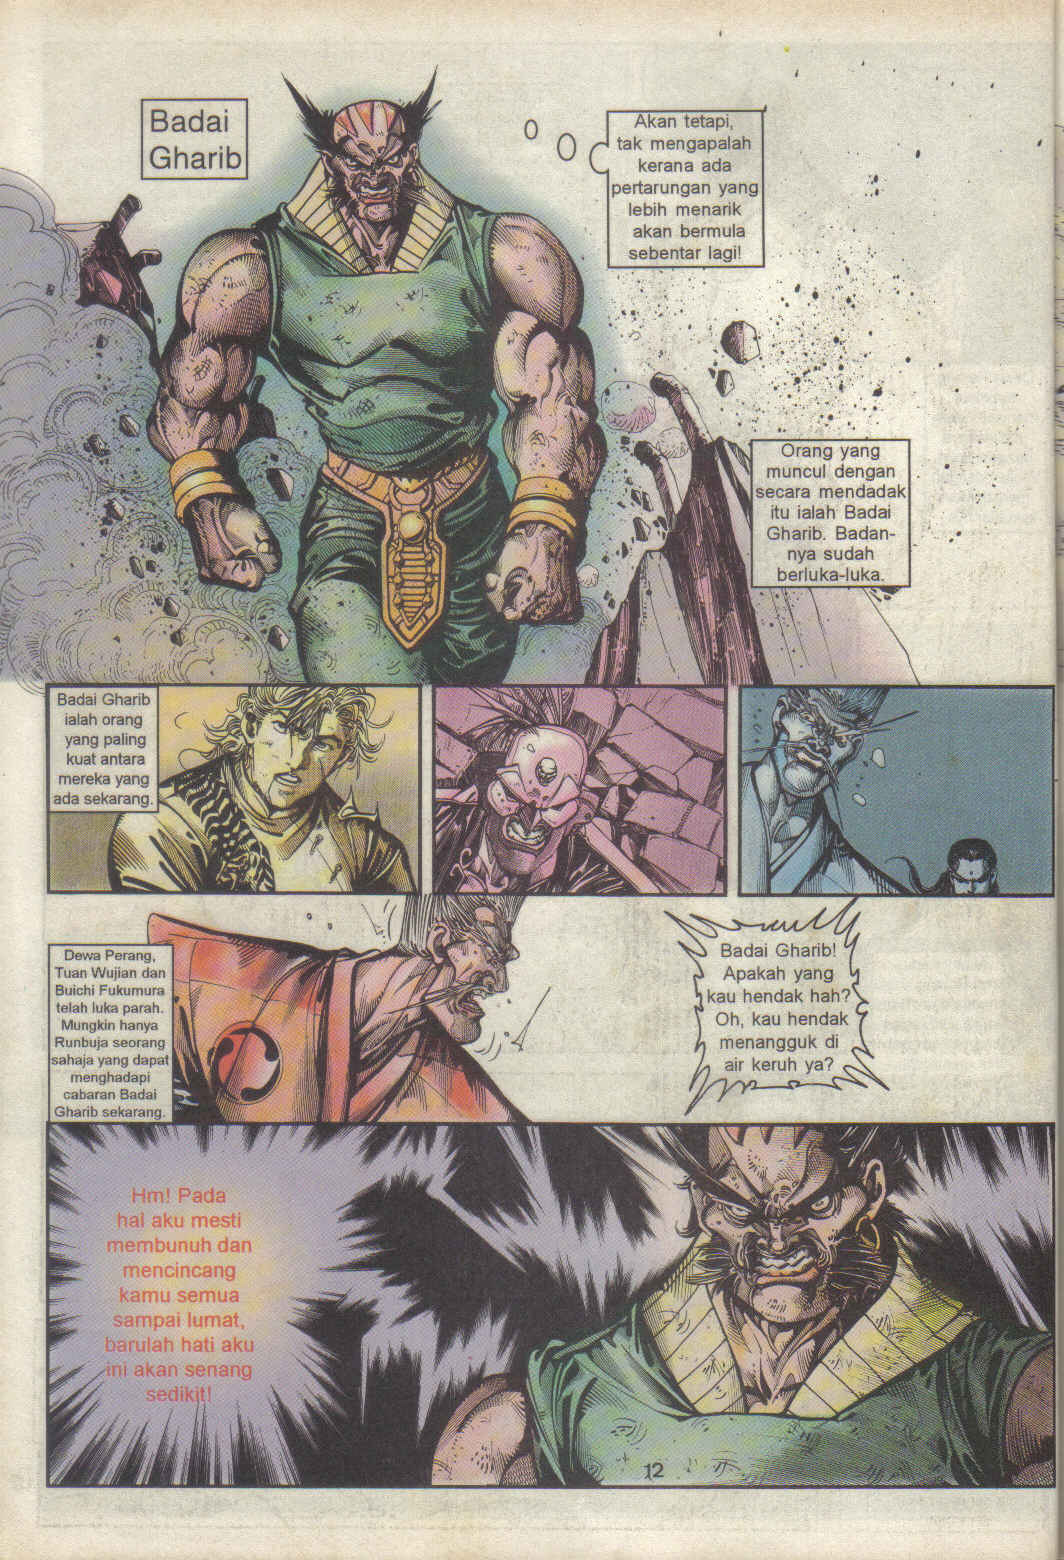 Badai
Gharib
Akan tetapi,
tak mengapalah
kerana ada
pertarungan yang
lebih menarik
akan bermula
sebentar lagi!
Orang yang
muncul dengan
secara mendadak
itu ialah Badai
Gharib. Badan-
nya sudah
berluka-luka.
Badai Gharib
ialah orang
yang paling
kuat antara
mereka yang
ada sekarang.
Dewa Perang,
Tuan Wujian dan
Buichi Fukumura
telah luka parah.
Mungkin hanya
Runbuja seorang
sahaja yang dapat
menghadapi
cabaran Badai
Gharib sekarang.
Badai Gharib!
Apakah yang
kau hendak hah?
Oh, kau hendak
menangguk di
air keruh ya?
Hm! Pada
hal aku mesti
membunuh dan
mencincang
kamu semua
sampai lumat,
barulah hati aku
ini akan senang
sedikit!
12